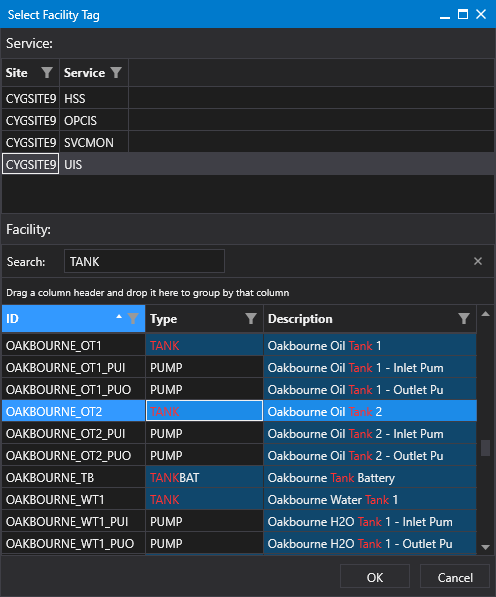 Select Facility Tag
Service:
Site Service
CYGSITE9 HSS
CYGSITE9 OPCIS
CYGSITE9 SVCMON
CYGSITE9 UIS
Facility:
Search: TANK
Drag a column header and drop it here to group by that column
ID Type Description
OAKBOURNE_OT1 TANK Oakbourne Oil Tank 1
OAKBOURNE_OT1_PUI PUMP Oakbourne Oil Tank 1 - Inlet Pum
OAKBOURNE_OT1_PUO PUMP Oakbourne Oil Tank 1 - Outlet Pu
OAKBOURNE_OT2 TANK Oakbourne Oil Tank 2
OAKBOURNE_OT2_PUI PUMP Oakbourne Oil Tank 2 - Inlet Pum
OAKBOURNE_OT2_PUO PUMP Oakbourne Oil Tank 2 - Outlet Pu
OAKBOURNE_TB TANKBAT Oakbourne Tank Battery
OAKBOURNE_WT1 TANK Oakbourne Water Tank 1
OAKBOURNE_WT1_PUI PUMP Oakbourne H2O Tank 1 - Inlet Pum
OAKBOURNE_WT1_PUO PUMP Oakbourne H2O Tank 1 - Outlet Pu
OK Cancel